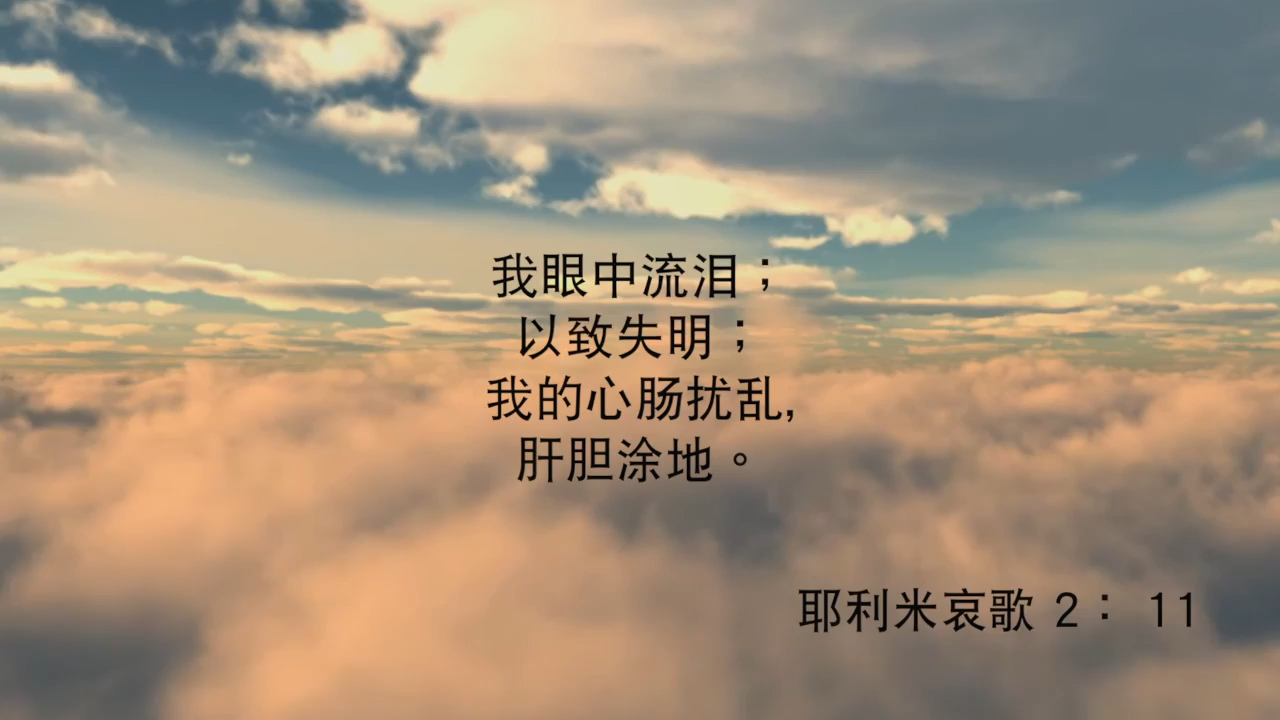 我眼中流泪；
以致失明；
我的心肠扰乱,
肝胆涂地。
耶利米哀歌 2： 11